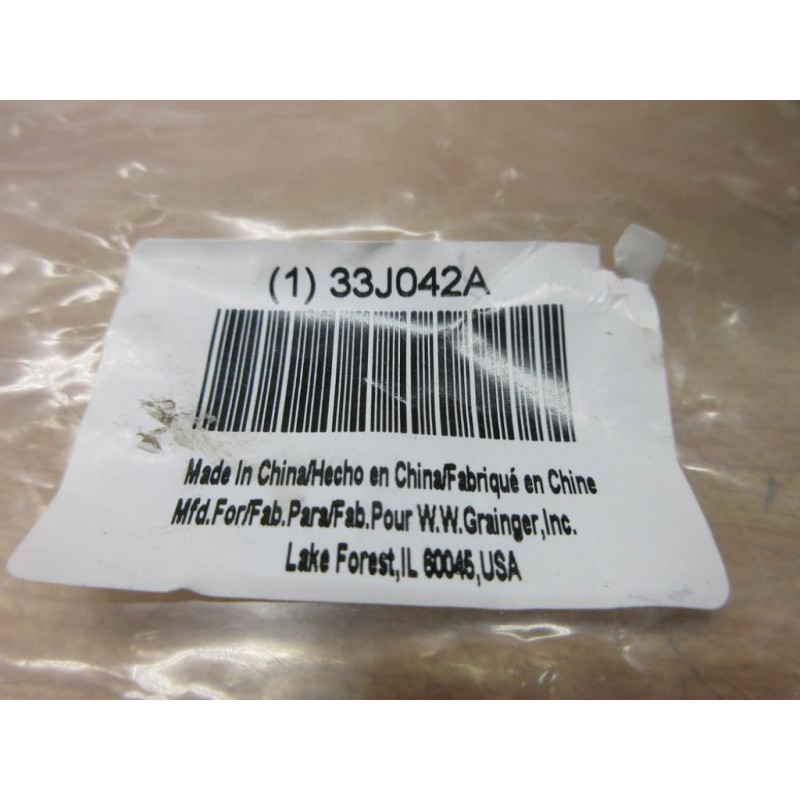 (1) 33J042A
Made In China/Hecho en China/Fabriqué en Chine
Mfd.For/Fab.Para/Fab.Pour W.W.Grainger,Inc.
Lake Forest,IL 60045,USA